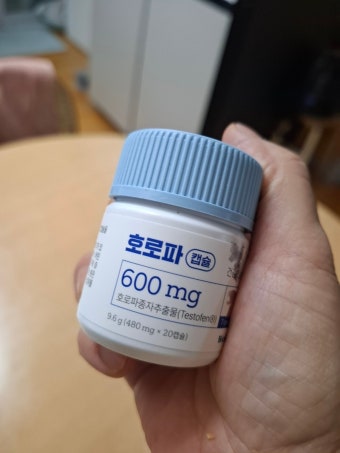 호로파 캡슐
600 mg
호로파종자추출물(Testofen®)
9.6 g (480 mg × 20캡슐)